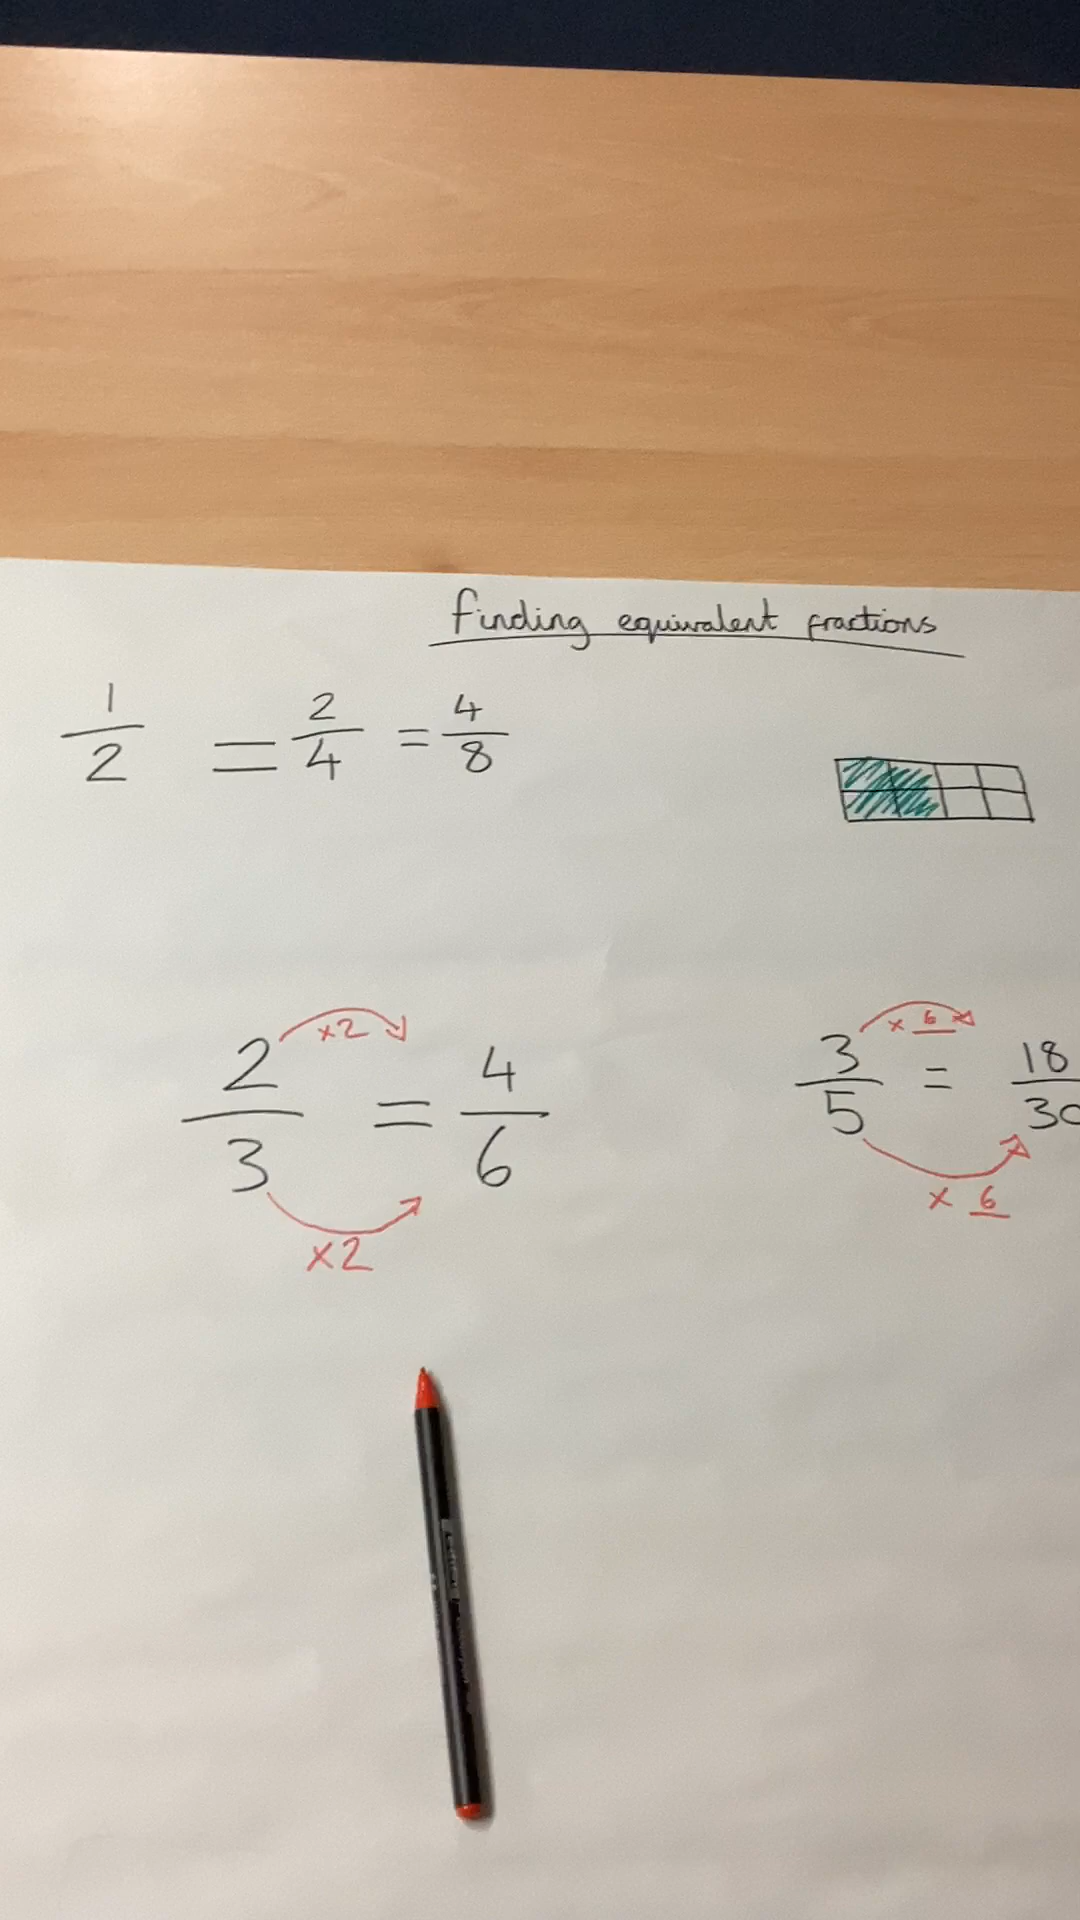 finding equivalent fractions
1/2 = 2/4 = 4/8
2/3 = 4/6
×2
×2
3/5 = 18/30
× 6
× 6